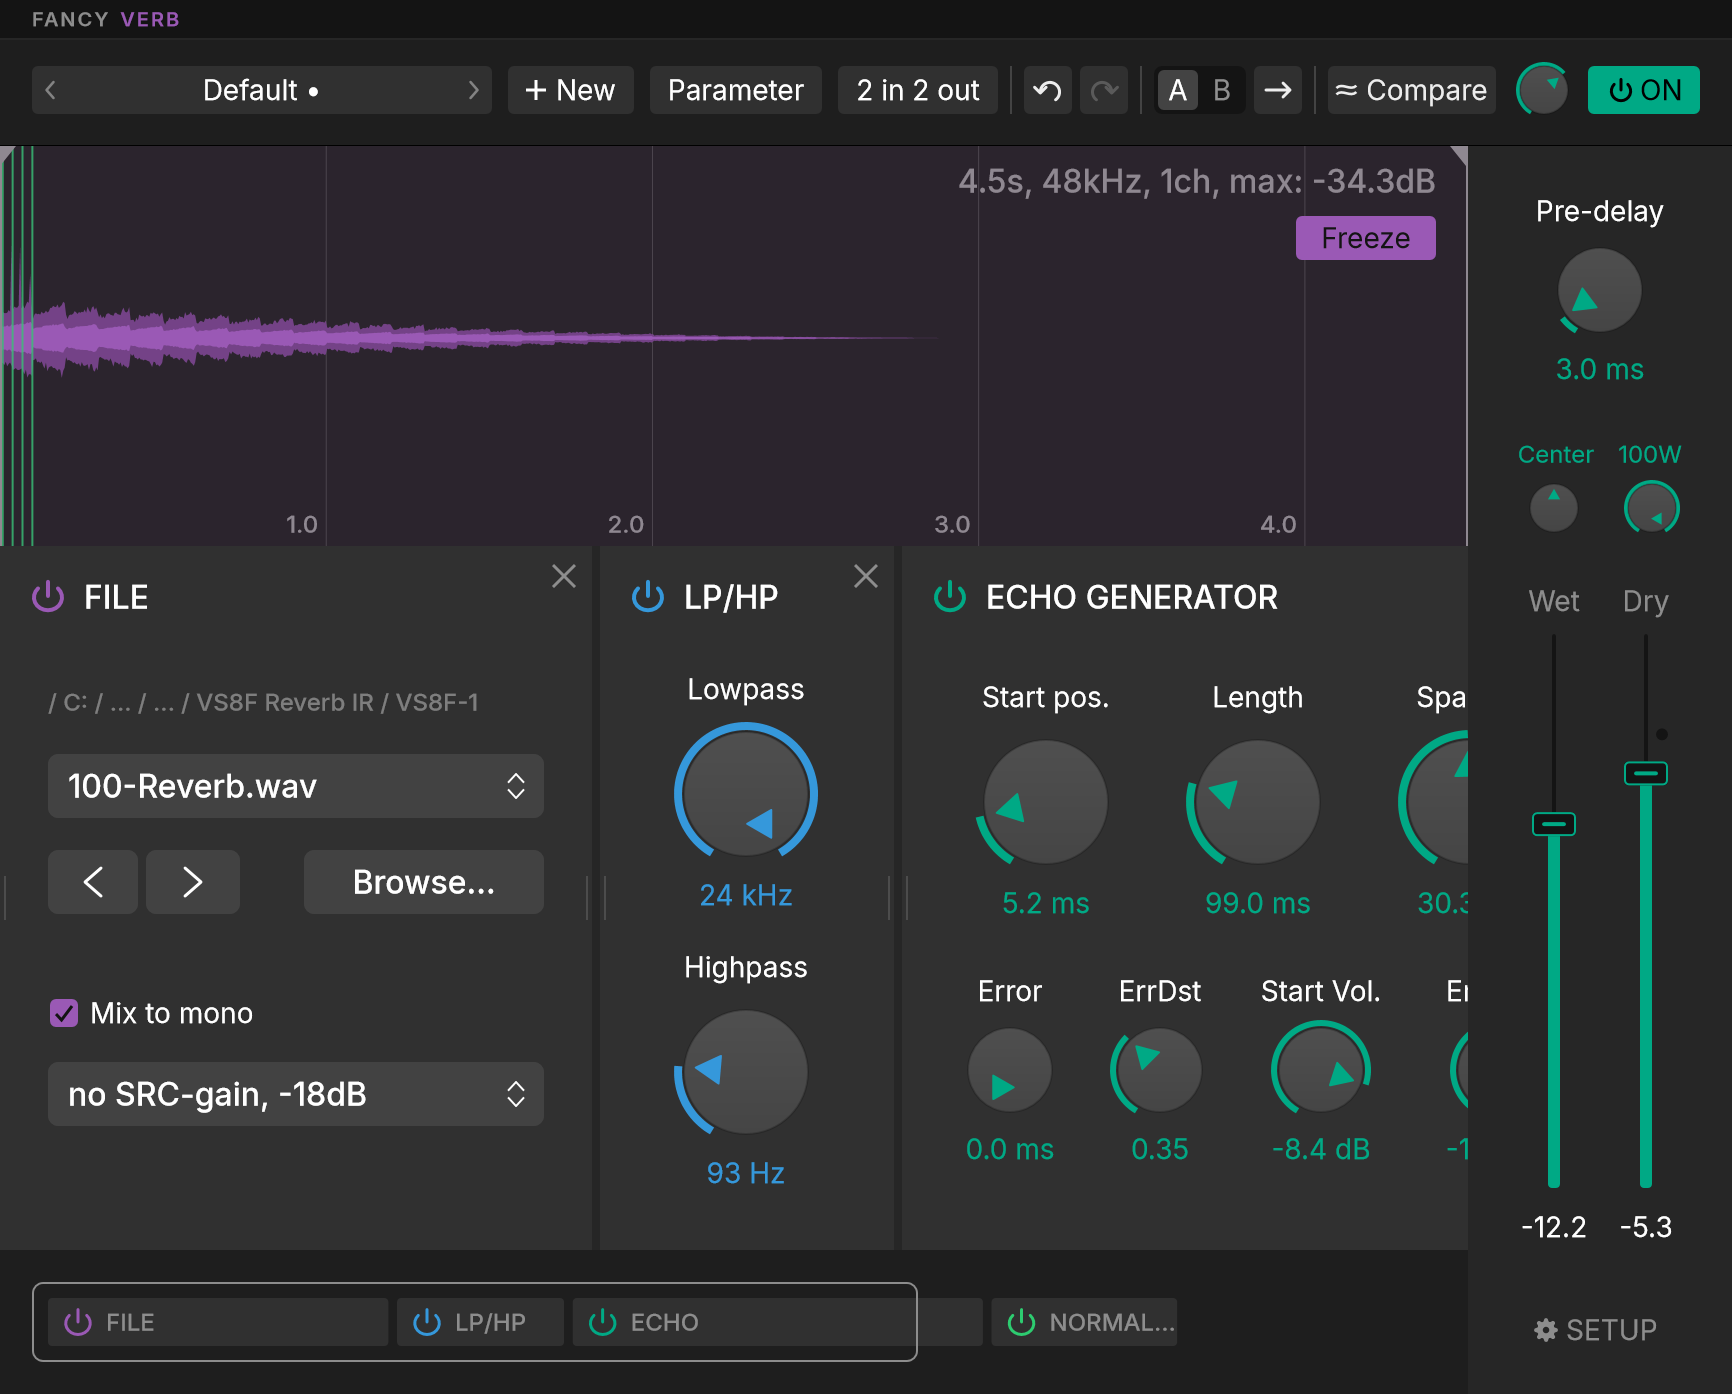 FANCY VERB
Default •
+ New
Parameter
2 in 2 out
A B
≈ Compare
ON
4.5s, 48kHz, 1ch, max: -34.3dB
Freeze
1.0 2.0 3.0 4.0
Pre-delay
3.0 ms
Center 100W
Wet Dry
-12.2 -5.3
SETUP
FILE
/ C: / ... / ... / VS8F Reverb IR / VS8F-1
100-Reverb.wav
< >
Browse...
Mix to mono
no SRC-gain, -18dB
LP/HP
Lowpass
24 kHz
Highpass
93 Hz
ECHO GENERATOR
Start pos. Length Spa
5.2 ms 99.0 ms 30.3
Error ErrDst Start Vol.
0.0 ms 0.35 -8.4 dB -1
FILE LP/HP ECHO NORMAL...